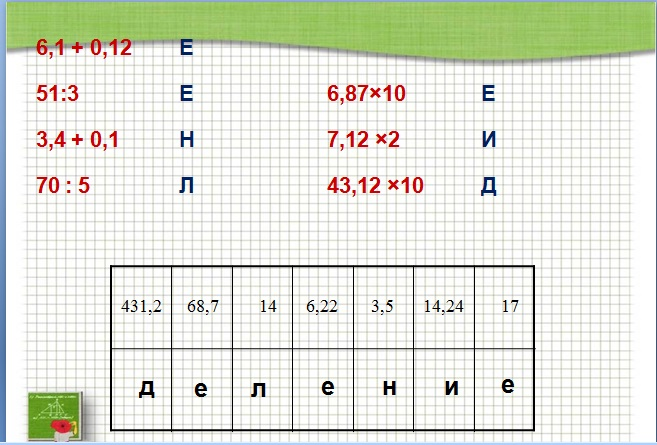 6,1 + 0,12 Е
51:3 Е 6,87×10 Е
3,4 + 0,1 Н 7,12 ×2 И
70 : 5 Л 43,12 ×10 Д
431,2 68,7 14 6,22 3,5 14,24 17
д е л е н и е